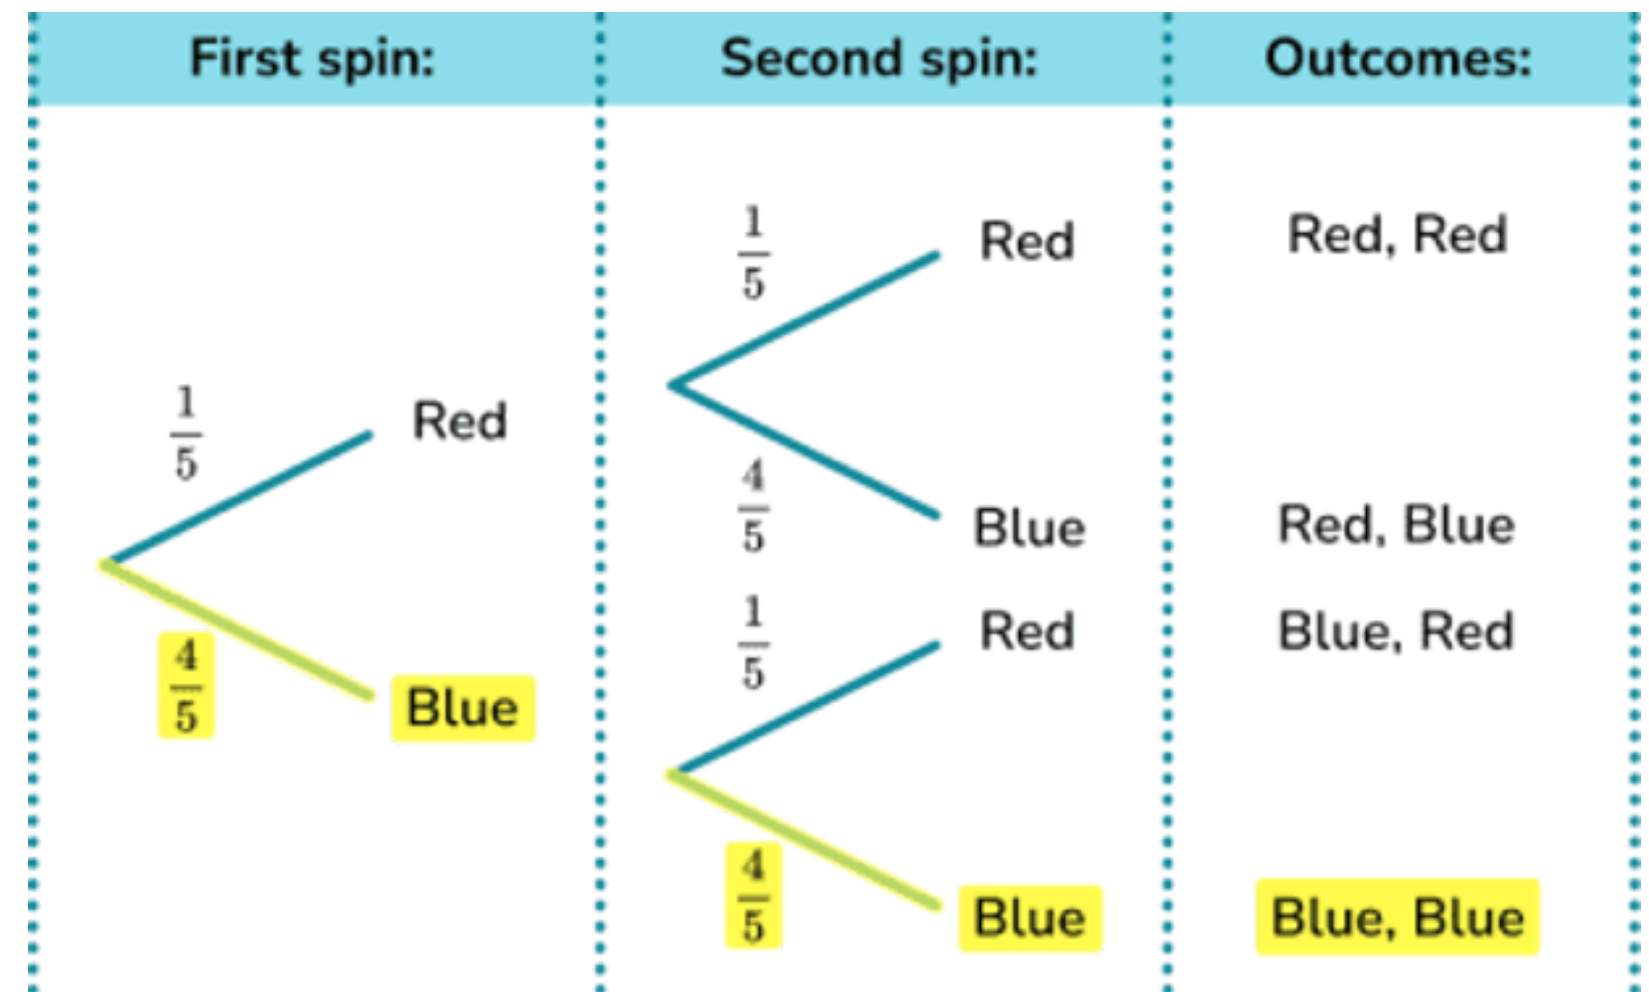 First spin: Second spin: Outcomes:
1/5 Red Red, Red
1/5 Red
4/5 Blue Red, Blue
1/5 Red Blue, Red
4/5 Blue
4/5 Blue Blue, Blue